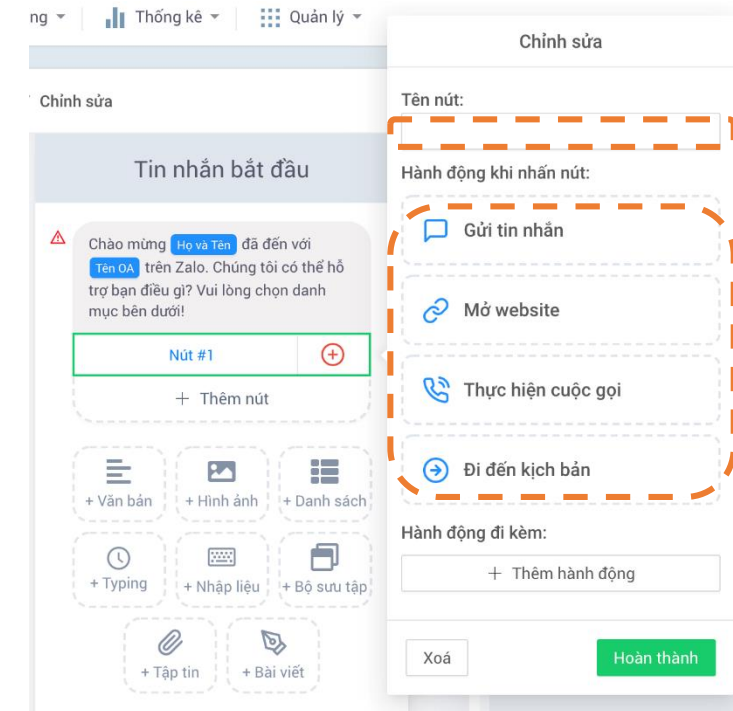 ng
Thống kê
Quản lý
Chỉnh sửa
Tin nhắn bắt đầu
Chào mừng Họ và Tên đã đến với
Tên OA trên Zalo. Chúng tôi có thể hỗ
trợ bạn điều gì? Vui lòng chọn danh
mục bên dưới!
Nút #1
+ Thêm nút
+ Văn bản
+ Hình ảnh
+ Danh sách
+ Typing
+ Nhập liệu
+ Bộ sưu tập
+ Tập tin
+ Bài viết
Chỉnh sửa
Tên nút:
Hành động khi nhấn nút:
Gửi tin nhắn
Mở website
Thực hiện cuộc gọi
Đi đến kịch bản
Hành động đi kèm:
+ Thêm hành động
Xoá
Hoàn thành